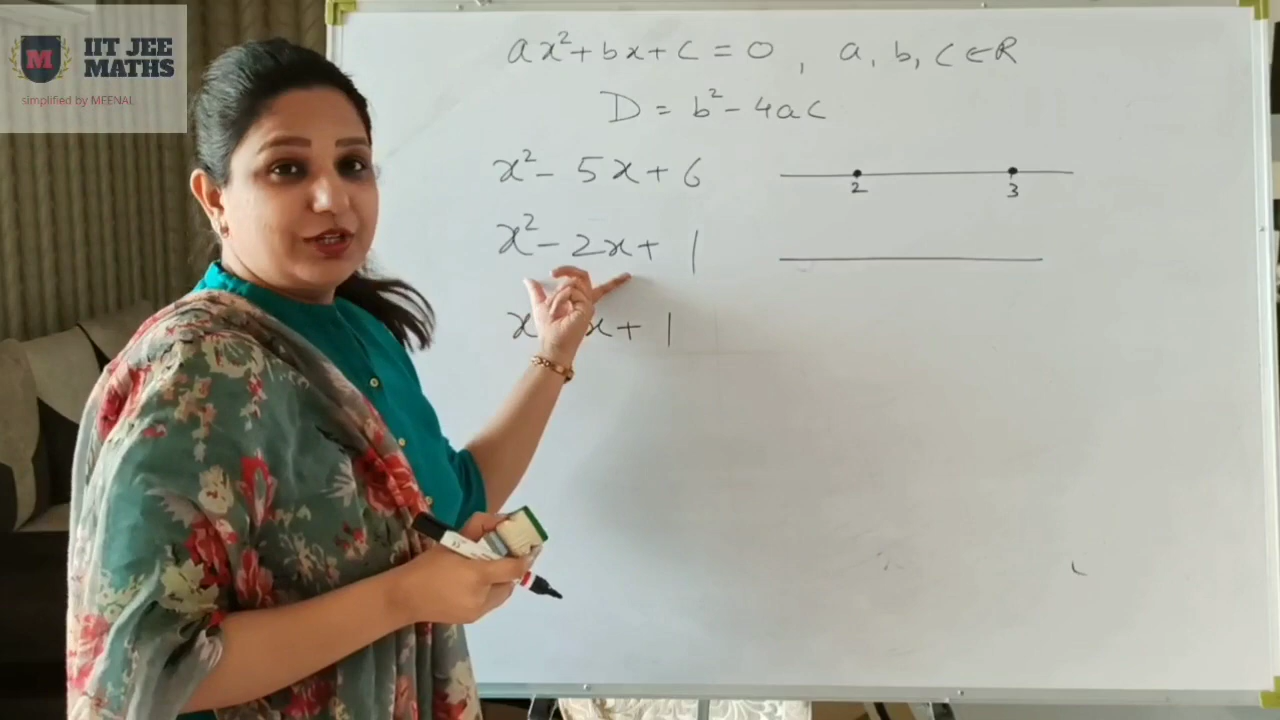 M
IIT JEE
MATHS
simplified by MEENAL
ax²+bx+c=0, a, b, c∈R
D = b²-4ac
x²- 5x+6
2 3
x²- 2x+ 1
x x+ 1